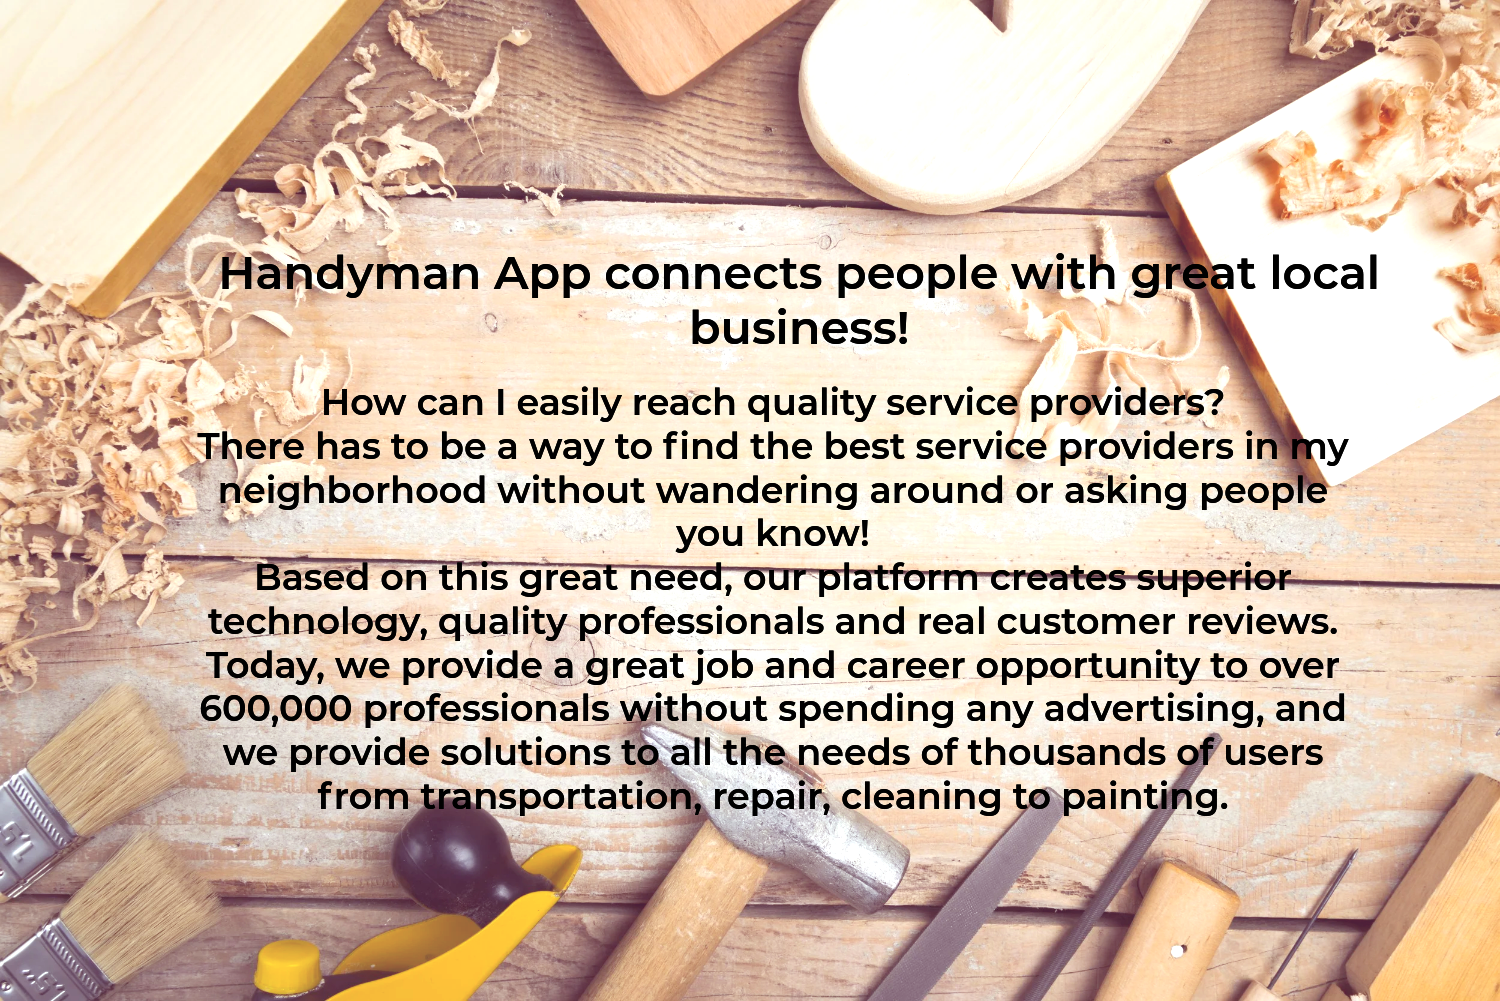 Handyman App connects people with great local
business!
How can I easily reach quality service providers?
There has to be a way to find the best service providers in my
neighborhood without wandering around or asking people
you know!
Based on this great need, our platform creates superior
technology, quality professionals and real customer reviews.
Today, we provide a great job and career opportunity to over
600,000 professionals without spending any advertising, and
we provide solutions to all the needs of thousands of users
from transportation, repair, cleaning to painting.